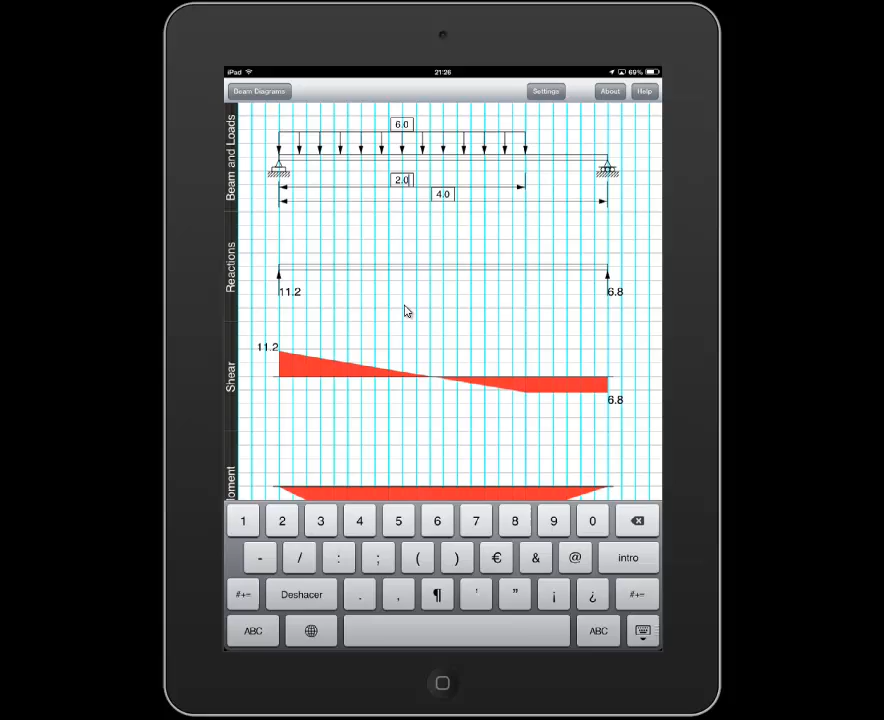 iPad 21:26 69%
Beam Diagrams Settings About Help
Beam and Loads
6.0
2.0
4.0
Reactions
11.2 6.8
Shear
11.2
6.8
loment
1 2 3 4 5 6 7 8 9 0
- / : ; ( ) € & @ intro
#+= Deshacer . , ¶ ' " ¡ ¿ #+=
ABC ABC